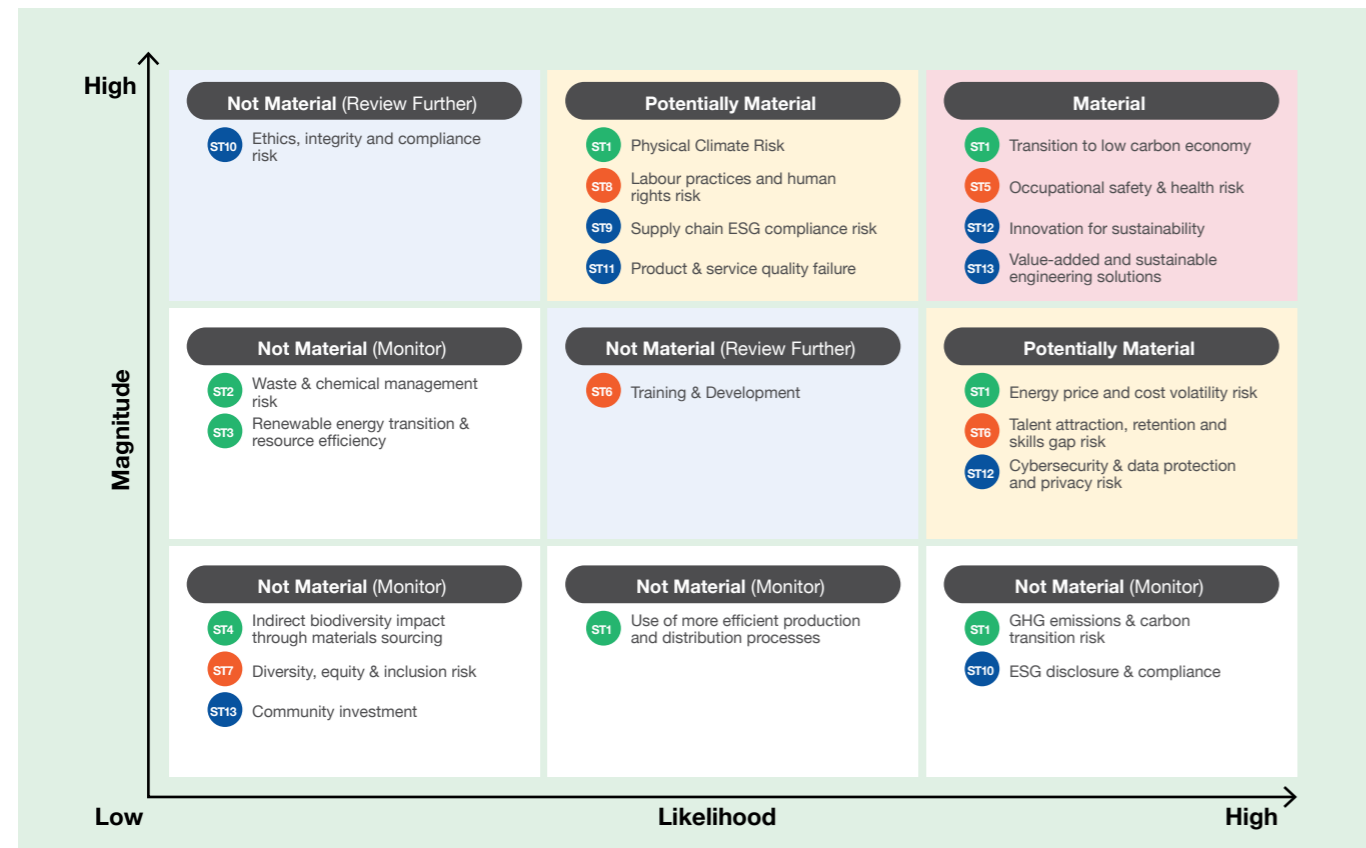 High
Not Material (Review Further)
ST10 Ethics, integrity and compliance
risk
Potentially Material
ST1 Physical Climate Risk
ST8 Labour practices and human
rights risk
ST9 Supply chain ESG compliance risk
ST11 Product & service quality failure
Material
ST1 Transition to low carbon economy
ST5 Occupational safety & health risk
ST12 Innovation for sustainability
ST13 Value-added and sustainable
engineering solutions
Magnitude
Not Material (Monitor)
ST2 Waste & chemical management
risk
ST3 Renewable energy transition &
resource efficiency
Not Material (Review Further)
ST6 Training & Development
Potentially Material
ST1 Energy price and cost volatility risk
ST6 Talent attraction, retention and
skills gap risk
ST12 Cybersecurity & data protection
and privacy risk
Not Material (Monitor)
ST4 Indirect biodiversity impact
through materials sourcing
ST7 Diversity, equity & inclusion risk
ST13 Community investment
Not Material (Monitor)
ST1 Use of more efficient production
and distribution processes
Not Material (Monitor)
ST1 GHG emissions & carbon
transition risk
ST10 ESG disclosure & compliance
Low
Likelihood
High